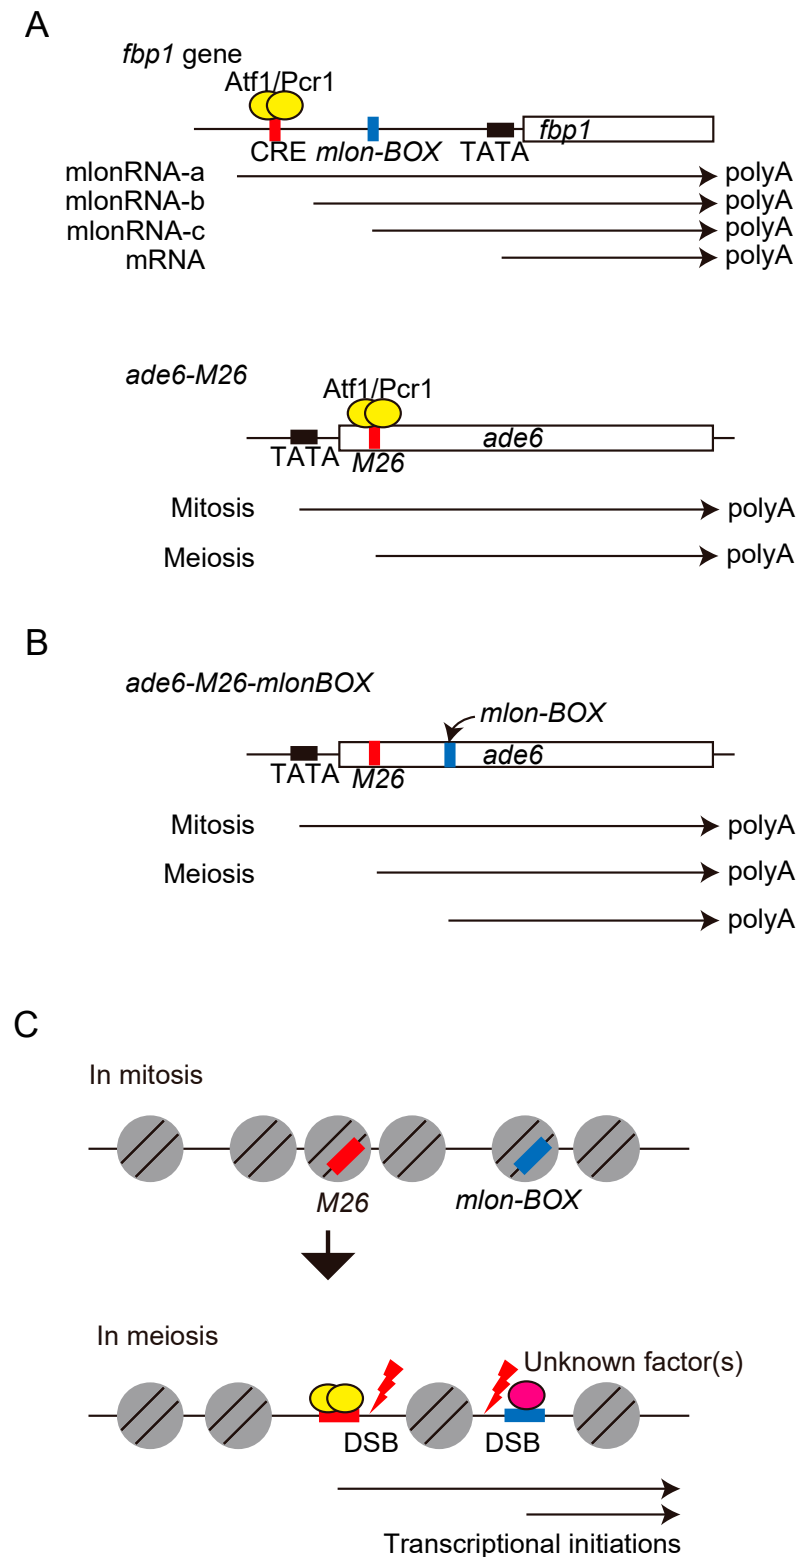 A
fbp1 gene
Atf1/Pcr1
fbp1
CRE mlon-BOX TATA
mlonRNA-a polyA
mlonRNA-b polyA
mlonRNA-c polyA
mRNA polyA
ade6-M26
Atf1/Pcr1
ade6
TATA M26
Mitosis polyA
Meiosis polyA
B
ade6-M26-mlonBOX
mlon-BOX
ade6
TATA M26
Mitosis polyA
Meiosis polyA
polyA
C
In mitosis
M26 mlon-BOX
In meiosis
Unknown factor(s)
DSB DSB
Transcriptional initiations